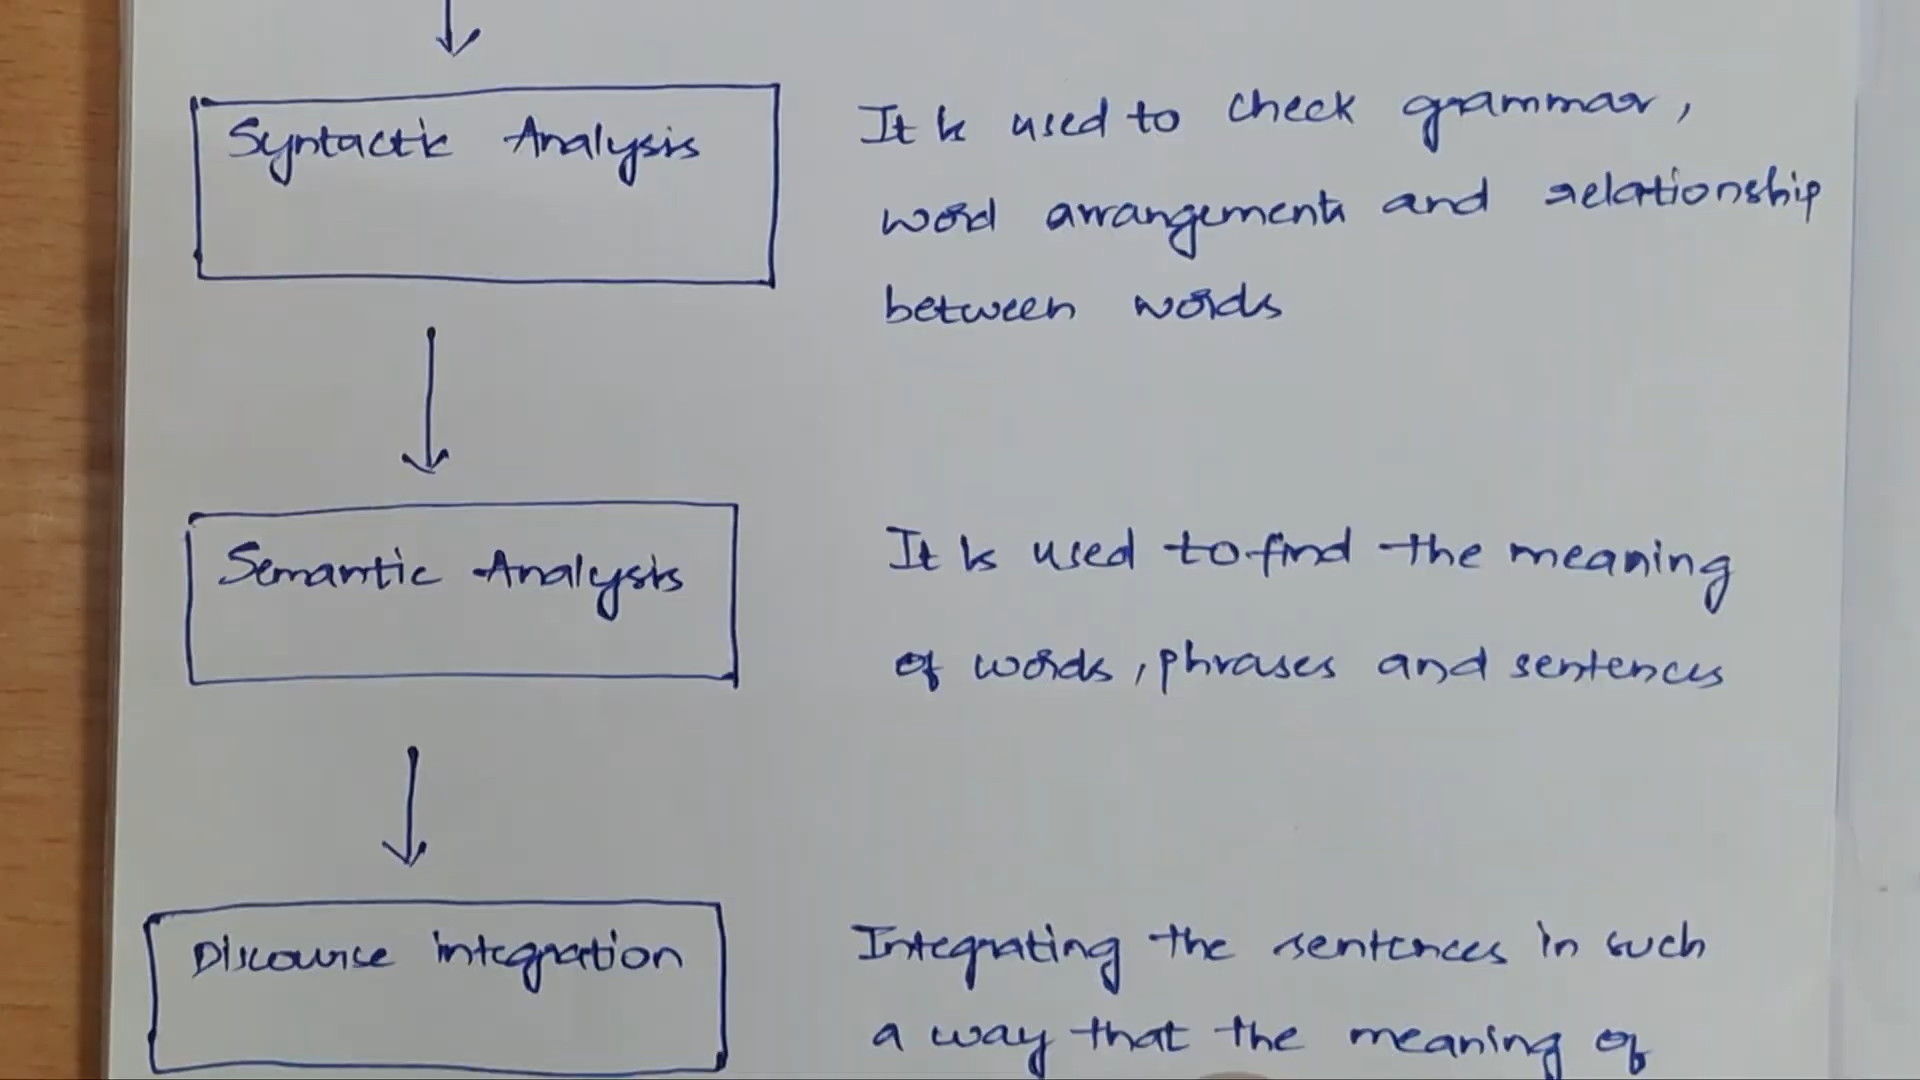 Syntactic Analysis
It is used to check grammar,
word arrangements and relationship
between words
Semantic Analysis
It is used to find the meaning
of words, phrases and sentences
Discourse integration
Integrating the sentences in such
a way that the meaning of